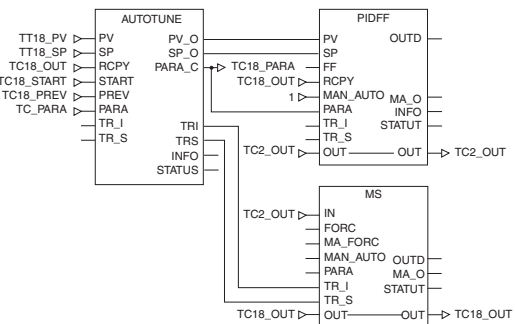 AUTOTUNE
TT18_PV PV PV_O
TT18_SP SP SP_O
TC18_OUT RCPY PARA_C TC18_PARA
TC18_START START
TC18_PREV PREV
TC_PARA PARA
TR_I
TR_S
TRI
TRS
INFO
STATUS
PIDFF
PV OUTD
SP
FF
TC18_OUT RCPY
1 MAN_AUTO MA_O
PARA INFO
TR_I STATUT
TR_S
TC2_OUT OUT OUT TC2_OUT
MS
TC2_OUT IN
FORC
MA_FORC
MAN_AUTO OUTD
PARA MA_O
TR_I STATUT
TR_S
TC18_OUT OUT OUT TC18_OUT